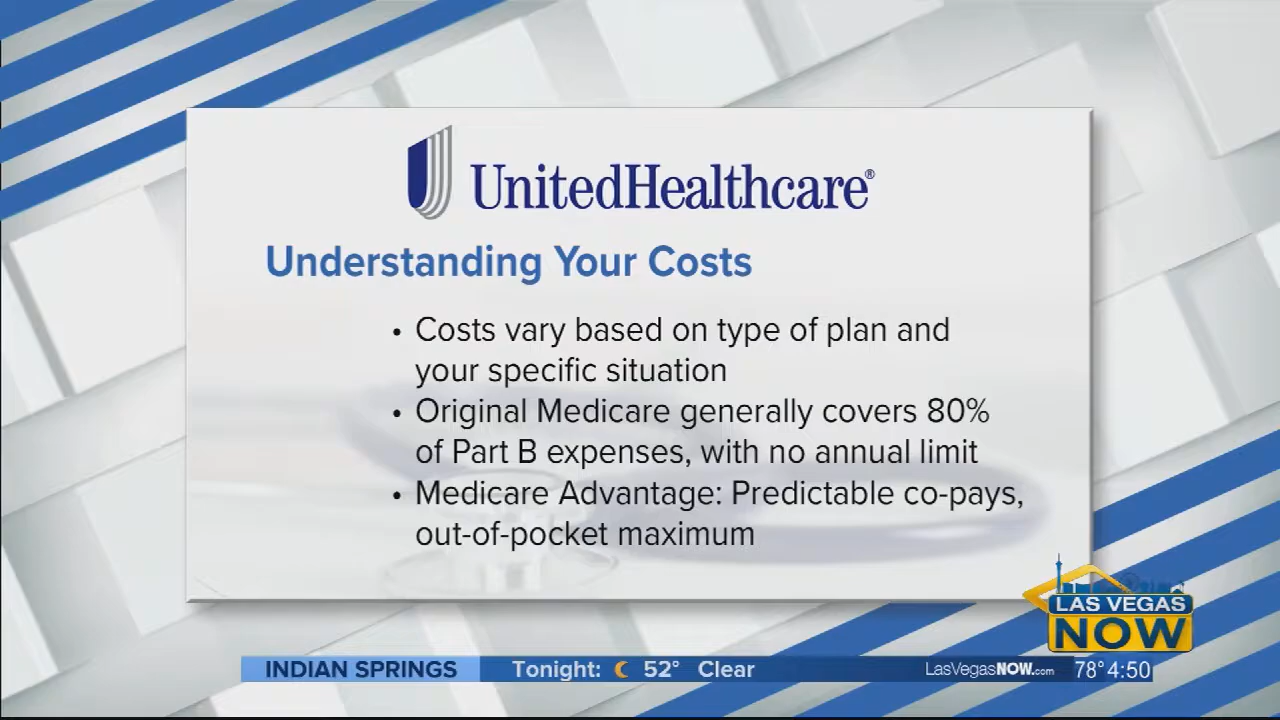 UnitedHealthcare®
Understanding Your Costs
• Costs vary based on type of plan and
your specific situation
• Original Medicare generally covers 80%
of Part B expenses, with no annual limit
• Medicare Advantage: Predictable co-pays,
out-of-pocket maximum
LAS VEGAS
NOW
INDIAN SPRINGS Tonight: 52° Clear LasVegasNOW.com 78° 4:50